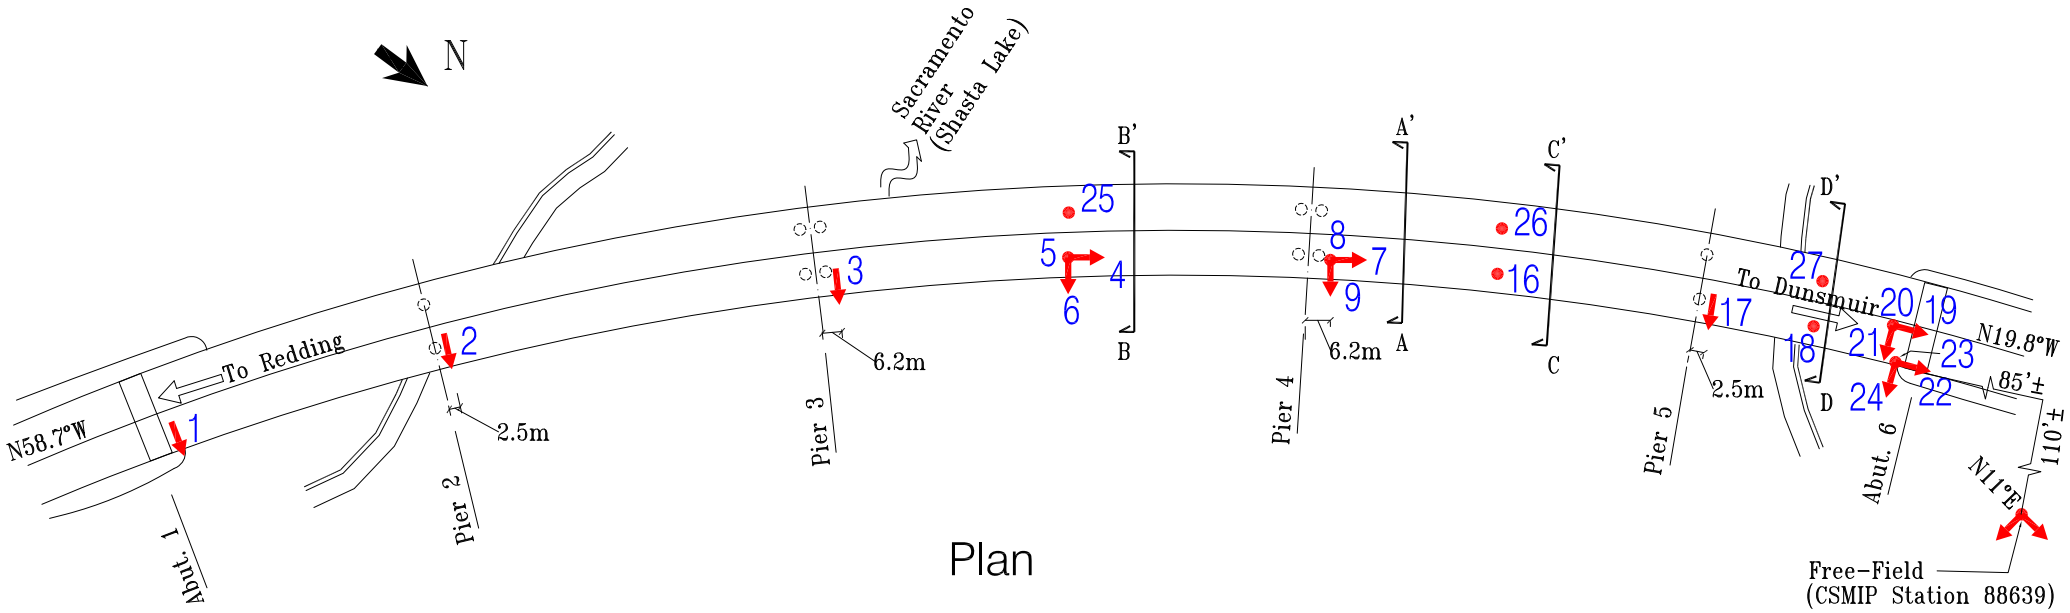 N
Sacramento
River
(Shasta Lake)
B'
A'
C'
D'
25
26
27
5
4
6
8
7
9
16
3
2
1
17
18
To Dunsmuir
20
19
21
23
24
22
N19.8°W
85'±
110'±
N11°E
To Redding
N58.7°W
6.2m
6.2m
2.5m
2.5m
B
A
C
D
Abut. 1
Pier 2
Pier 3
Pier 4
Pier 5
Abut. 6
Plan
Free-Field
(CSMIP Station 88639)